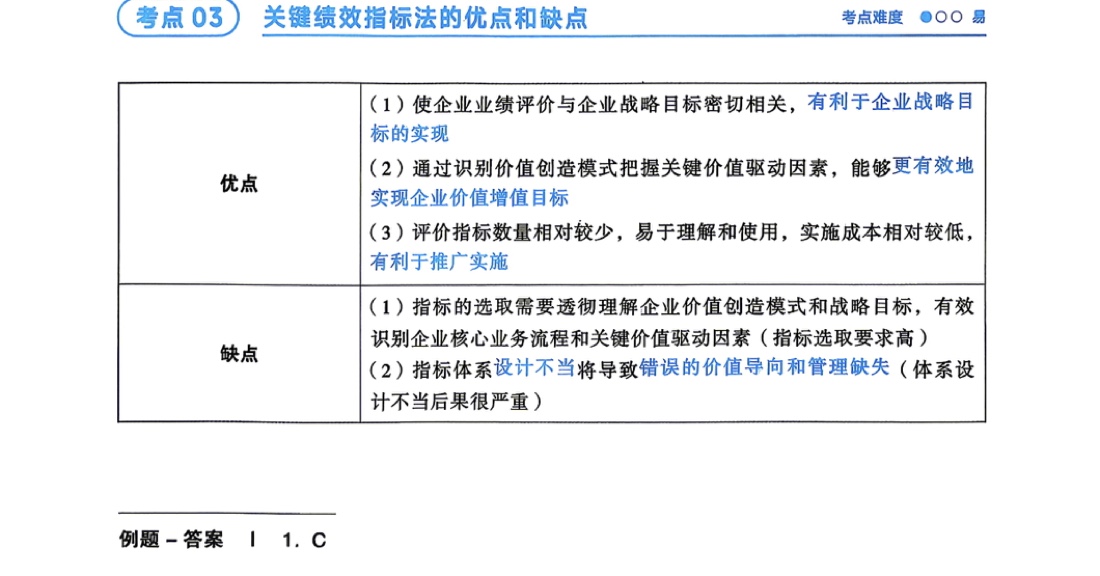 考点 03 关键绩效指标法的优点和缺点 考点难度 易
优点
(1)使企业业绩评价与企业战略目标密切相关，有利于企业战略目
标的实现
(2)通过识别价值创造模式把握关键价值驱动因素，能够更有效地
实现企业价值增值目标
(3)评价指标数量相对较少，易于理解和使用，实施成本相对较低，
有利于推广实施
缺点
(1)指标的选取需要透彻理解企业价值创造模式和战略目标，有效
识别企业核心业务流程和关键价值驱动因素(指标选取要求高)
(2)指标体系设计不当将导致错误的价值导向和管理缺失(体系设
计不当后果很严重)
例题-答案 | 1. C